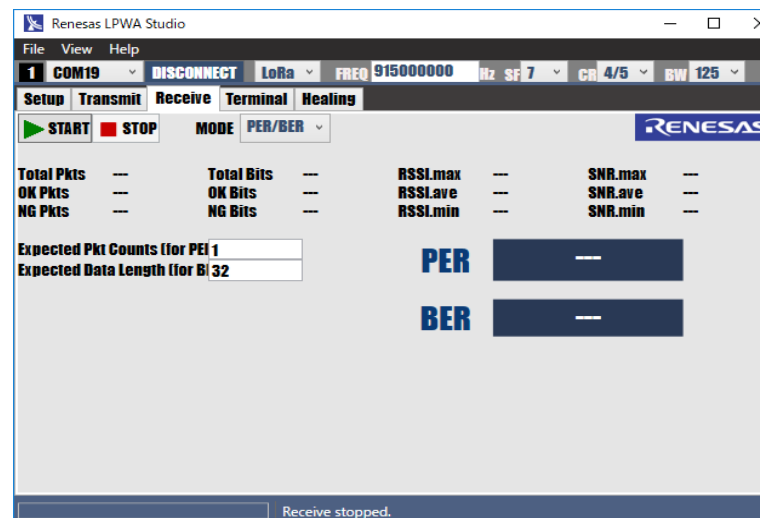 Renesas LPWA Studio
File View Help
1 COM19 DISCONNECT LoRa FREQ 915000000 Hz SF 7 CR 4/5 BW 125
Setup Transmit Receive Terminal Healing
START STOP MODE PER/BER RENESAS
Total Pkts --- Total Bits --- RSSI.max --- SNR.max ---
OK Pkts --- OK Bits --- RSSI.ave --- SNR.ave ---
NG Pkts --- NG Bits --- RSSI.min --- SNR.min ---
Expected Pkt Counts (for PE 1
Expected Data Length (for B 32
PER ---
BER ---
Receive stopped.